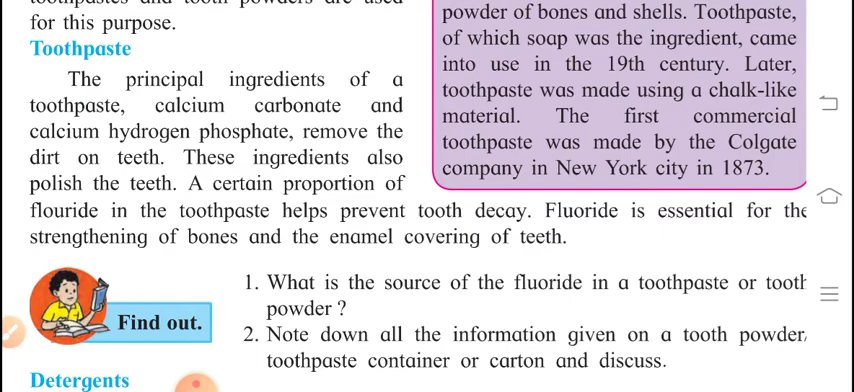 toothpastes and tooth powders are used
for this purpose.
Toothpaste
The principal ingredients of a
toothpaste, calcium carbonate and
calcium hydrogen phosphate, remove the
dirt on teeth. These ingredients also
polish the teeth. A certain proportion of
flouride in the toothpaste helps prevent tooth decay. Fluoride is essential for the
strengthening of bones and the enamel covering of teeth.
powder of bones and shells. Toothpaste,
of which soap was the ingredient, came
into use in the 19th century. Later,
toothpaste was made using a chalk-like
material. The first commercial
toothpaste was made by the Colgate
company in New York city in 1873.
Find out.
1. What is the source of the fluoride in a toothpaste or tooth
powder ?
2. Note down all the information given on a tooth powder/
toothpaste container or carton and discuss.
Detergents